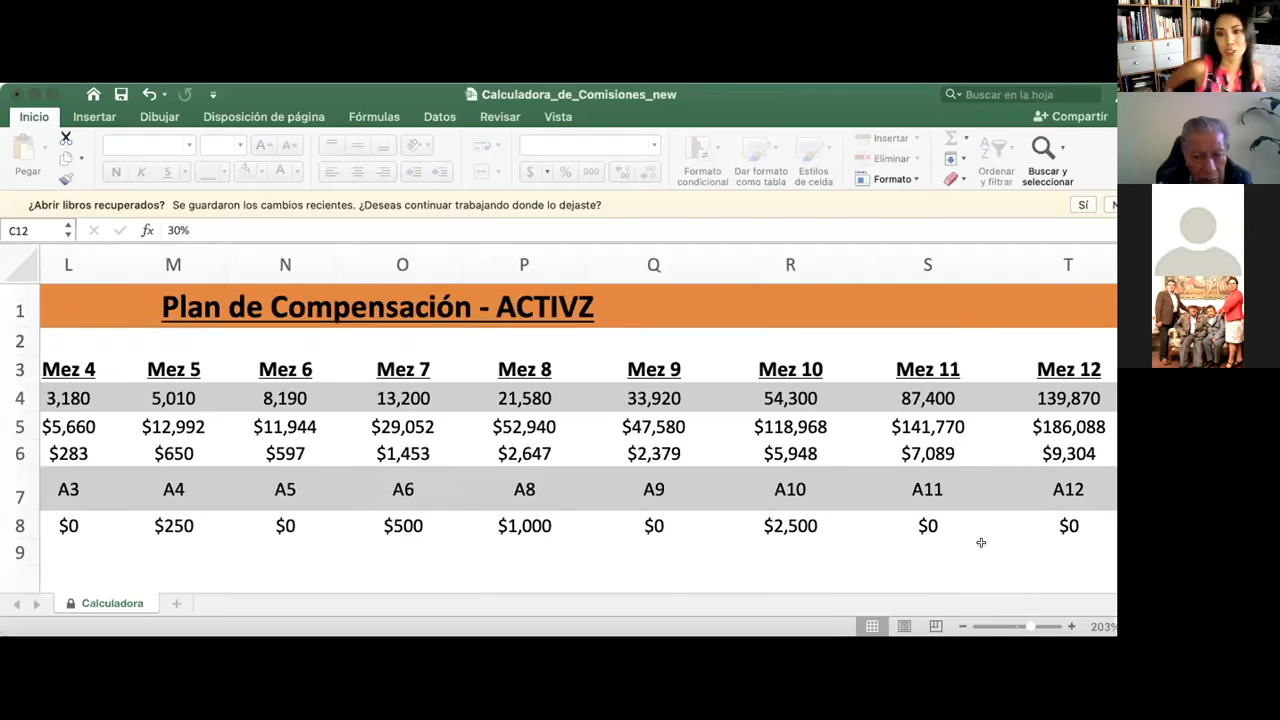 Calculadora_de_Comisiones_new
Buscar en la hoja
Inicio Insertar Dibujar Disposición de página Fórmulas Datos Revisar Vista Compartir
Pegar
N K S
A A
$ % 000
Formato condicional
Dar formato como tabla
Estilos de celda
Insertar
Eliminar
Formato
Ordenar y filtrar
Buscar y seleccionar
¿Abrir libros recuperados? Se guardaron los cambios recientes. ¿Deseas continuar trabajando donde lo dejaste? Sí N
C12 fx 30%
L M N O P Q R S T
1 Plan de Compensación - ACTIVZ
2
3 Mez 4 Mez 5 Mez 6 Mez 7 Mez 8 Mez 9 Mez 10 Mez 11 Mez 12
4 3,180 5,010 8,190 13,200 21,580 33,920 54,300 87,400 139,870
5 $5,660 $12,992 $11,944 $29,052 $52,940 $47,580 $118,968 $141,770 $186,088
6 $283 $650 $597 $1,453 $2,647 $2,379 $5,948 $7,089 $9,304
7 A3 A4 A5 A6 A8 A9 A10 A11 A12
8 $0 $250 $0 $500 $1,000 $0 $2,500 $0 $0
9
Calculadora
203%